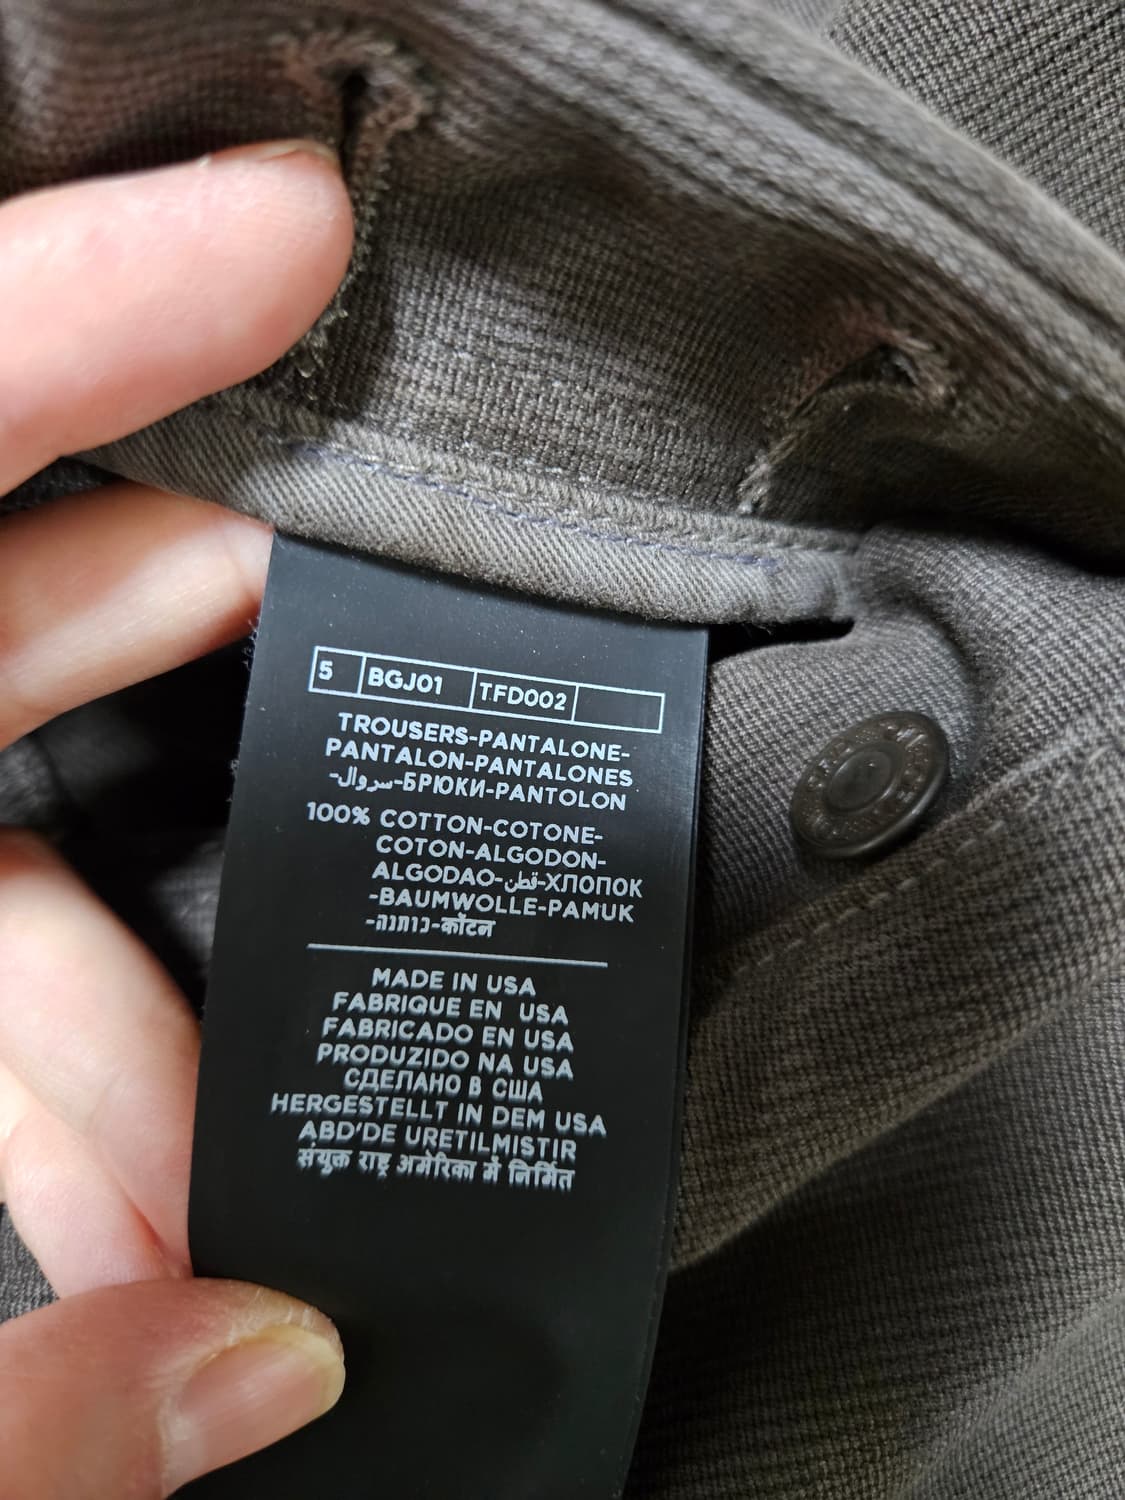 5 BGJ01 TFD002
TROUSERS-PANTALONE-
PANTALON-PANTALONES
-سروال-БРЮКИ-PANTOLON
100% COTTON-COTONE-
COTON-ALGODON-
ALGODAO-قطن-ХЛОПОК
-BAUMWOLLE-PAMUK
-כותנה-कॉटन
MADE IN USA
FABRIQUE EN USA
FABRICADO EN USA
PRODUZIDO NA USA
СДЕЛАНО В США
HERGESTELLT IN DEM USA
ABD'DE URETILMISTIR
संयुक्त राष्ट्र अमेरिका में निर्मित